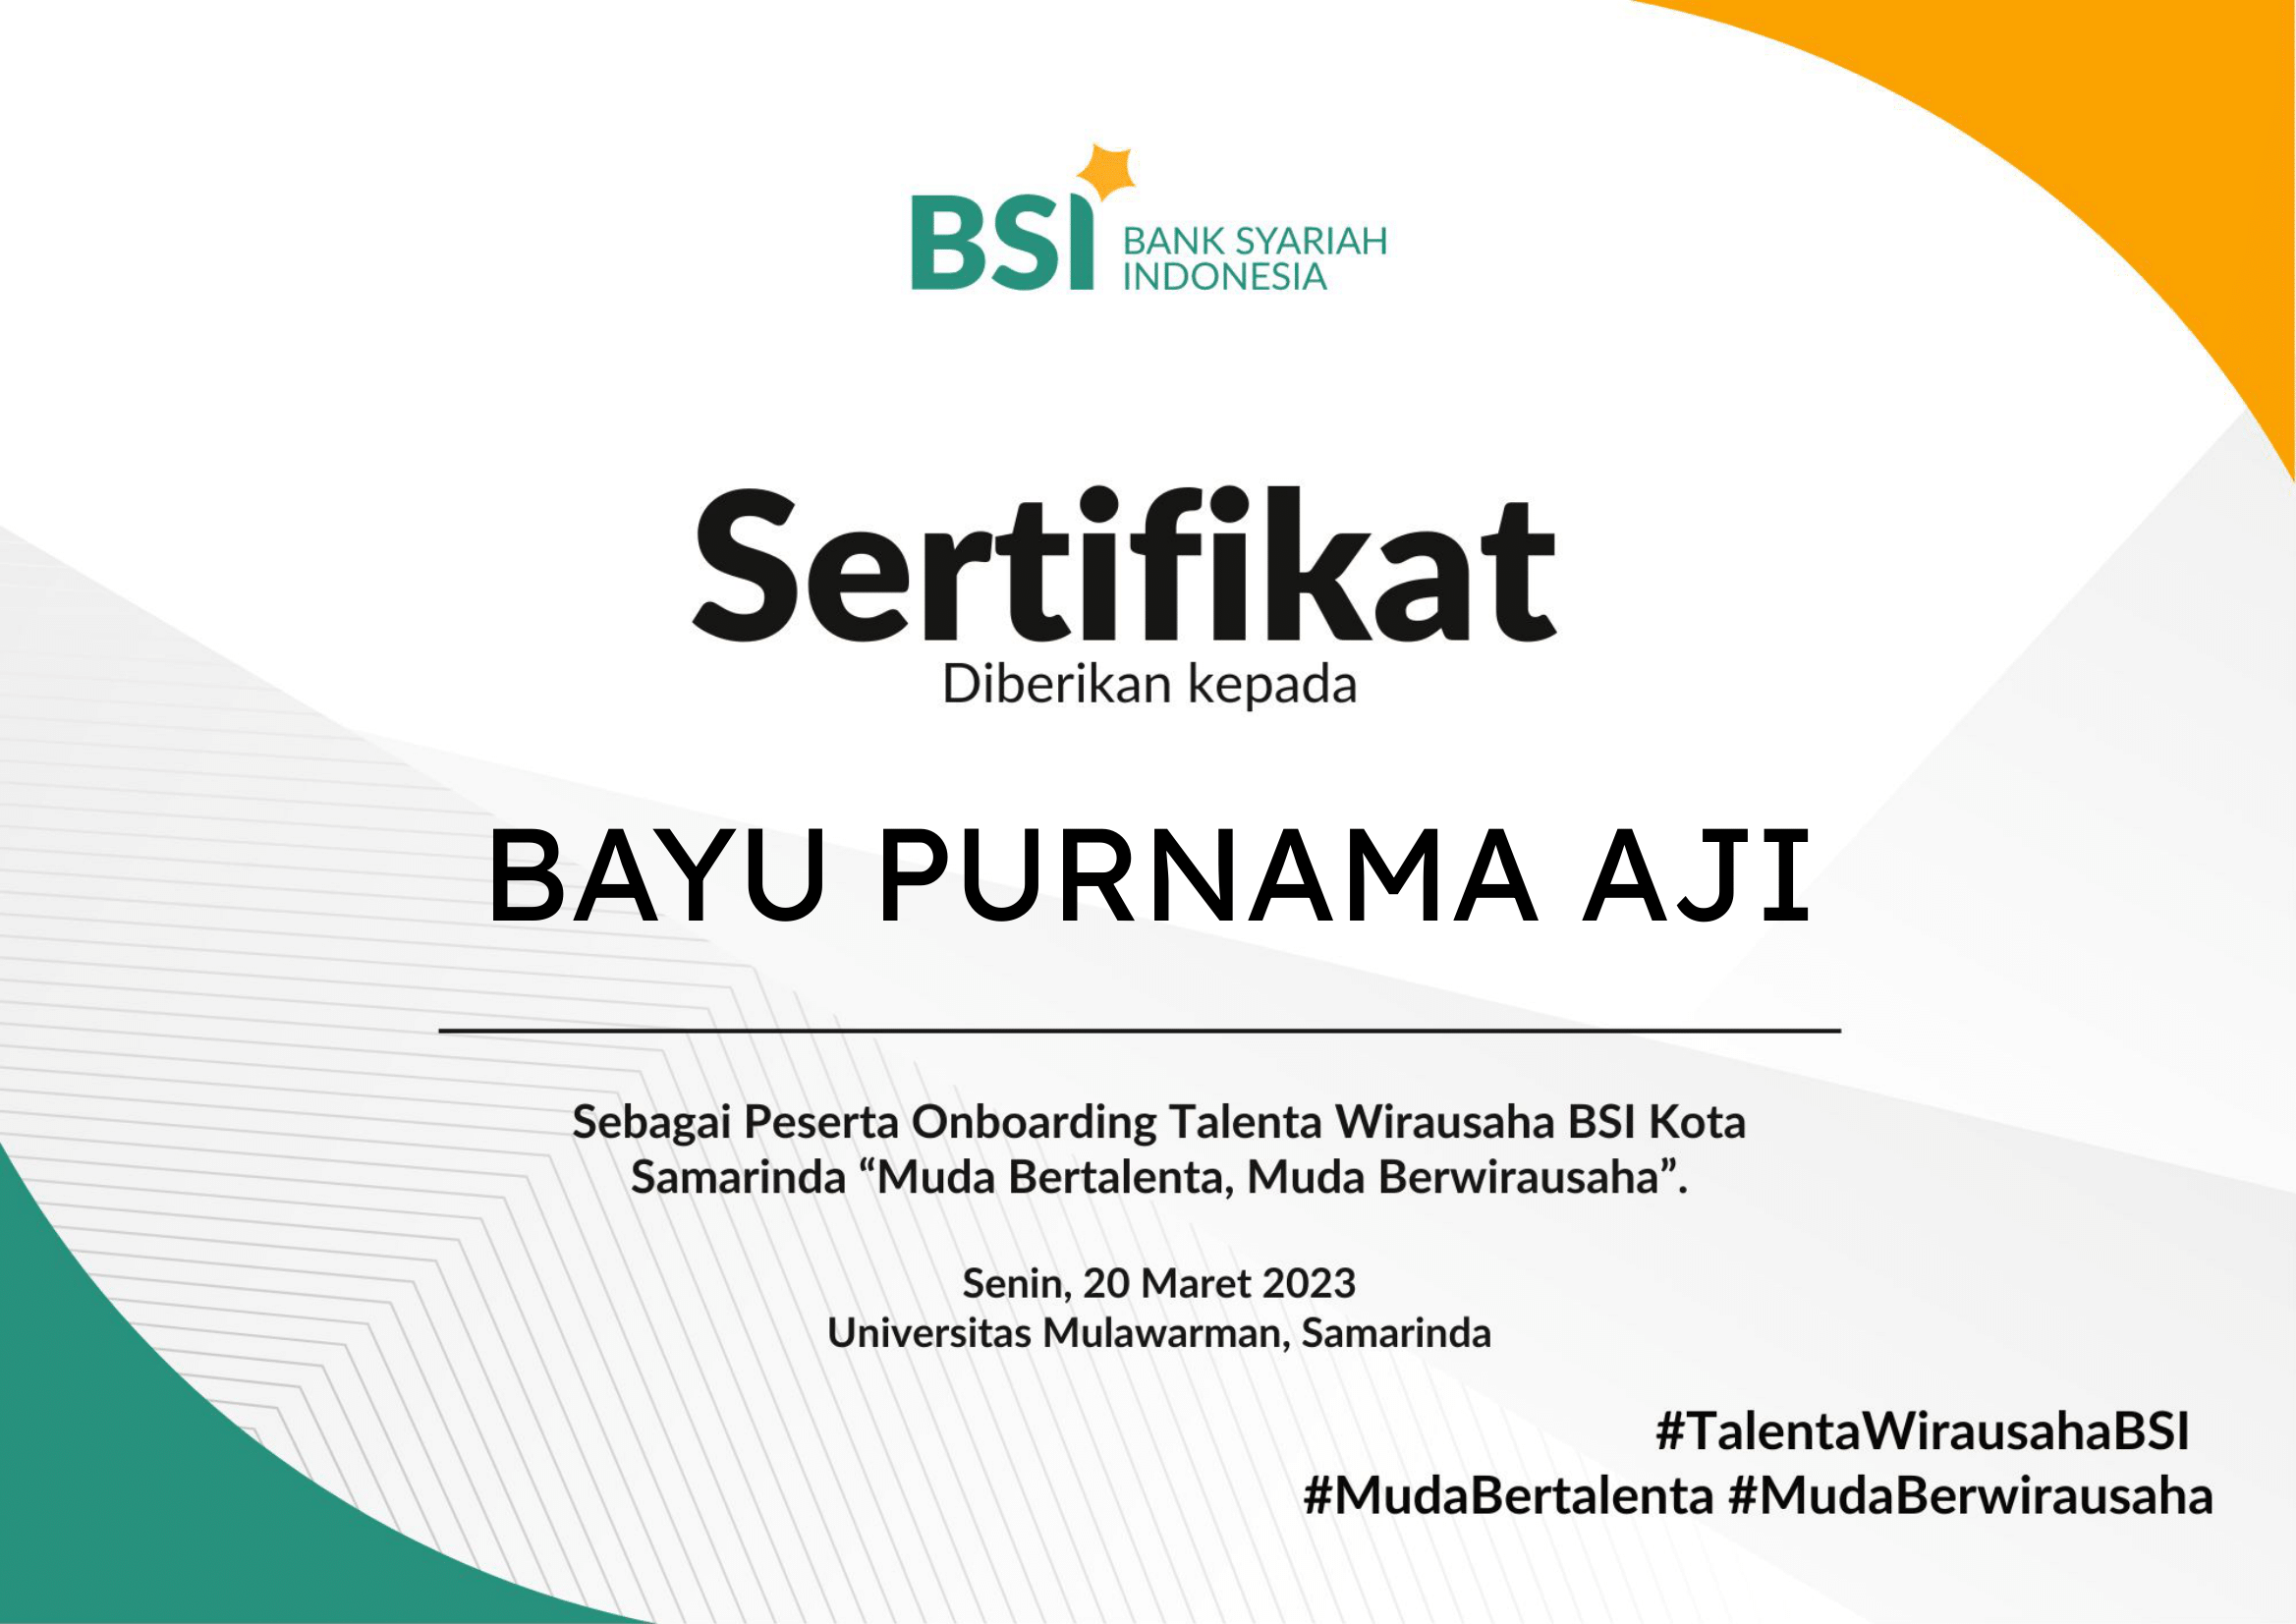 BSI BANK SYARIAH
INDONESIA
Sertifikat
Diberikan kepada
BAYU PURNAMA AJI
Sebagai Peserta Onboarding Talenta Wirausaha BSI Kota
Samarinda “Muda Bertalenta, Muda Berwirausaha”.
Senin, 20 Maret 2023
Universitas Mulawarman, Samarinda
#TalentaWirausahaBSI
#MudaBertalenta #MudaBerwirausaha